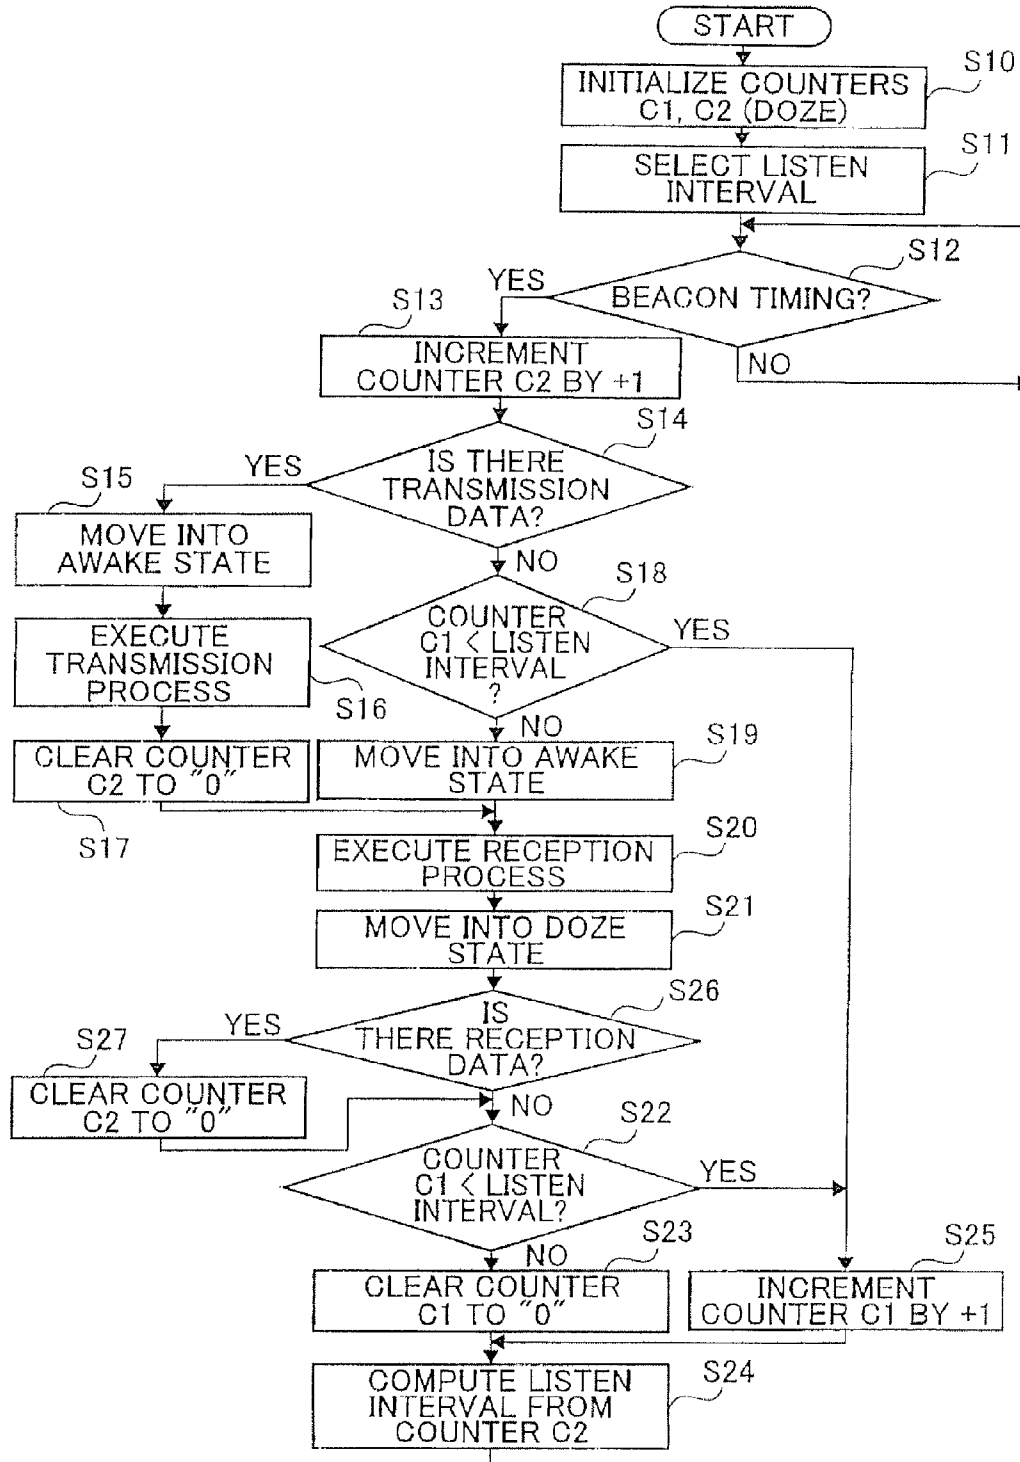 START
S10
INITIALIZE COUNTERS
C1, C2 (DOZE)
S11
SELECT LISTEN
INTERVAL
S12
YES
BEACON TIMING?
S13
INCREMENT
COUNTER C2 BY +1
NO
S14
YES
IS THERE
TRANSMISSION
DATA?
S15
MOVE INTO
AWAKE STATE
NO
S18
COUNTER
C1 < LISTEN
INTERVAL
?
YES
EXECUTE
TRANSMISSION
PROCESS
S16
NO
S19
CLEAR COUNTER
C2 TO "0"
MOVE INTO AWAKE
STATE
S17
S20
EXECUTE RECEPTION
PROCESS
S21
MOVE INTO DOZE
STATE
S26
YES
IS
THERE RECEPTION
DATA?
S27
CLEAR COUNTER
C2 TO "0"
NO
S22
COUNTER
C1 < LISTEN
INTERVAL?
YES
NO
S23
CLEAR COUNTER
C1 TO "0"
S25
INCREMENT
COUNTER C1 BY +1
S24
COMPUTE LISTEN
INTERVAL FROM
COUNTER C2